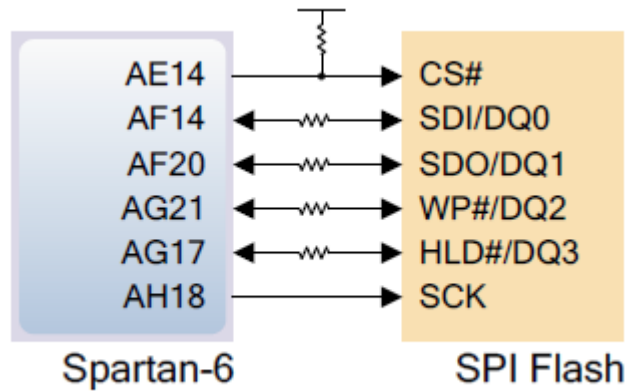 AE14 CS#
AF14 SDI/DQ0
AF20 SDO/DQ1
AG21 WP#/DQ2
AG17 HLD#/DQ3
AH18 SCK
Spartan-6 SPI Flash